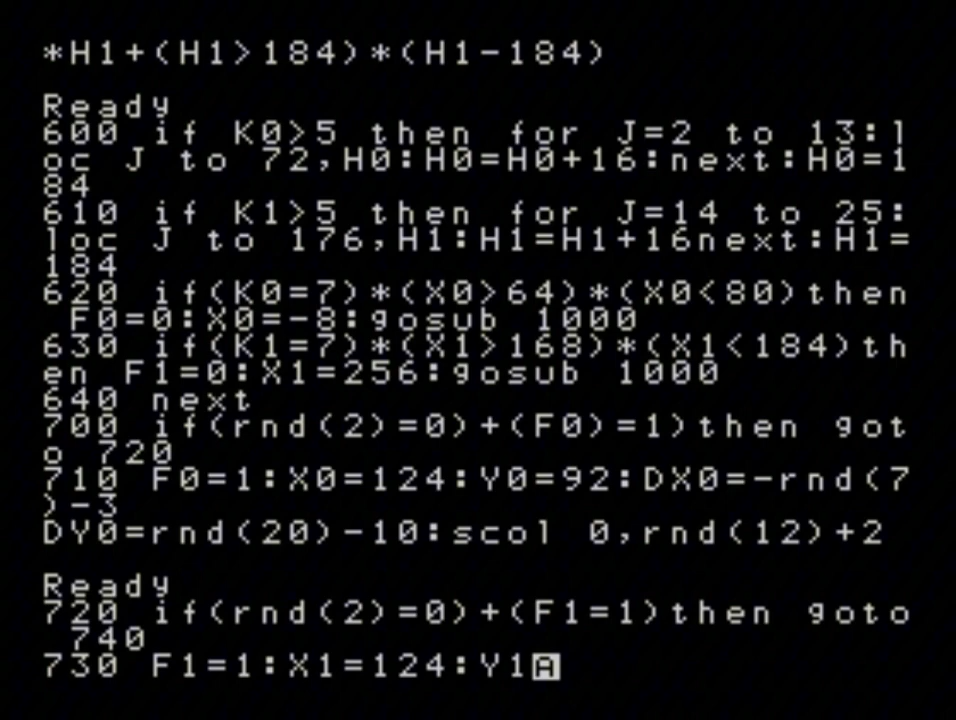 *H1+(H1>184)*(H1-184)
Ready
600 if K0>5 then for J=2 to 13:l
oc J to 72,H0:H0=H0+16:next:H0=1
84
610 if K1>5 then for J=14 to 25:
loc J to 176,H1:H1=H1+16next:H1=
184
620 if(K0=7)*(X0>64)*(X0<80)then
F0=0:X0=-8:gosub 1000
630 if(K1=7)*(X1>168)*(X1<184)th
en F1=0:X1=256:gosub 1000
640 next
700 if(rnd(2)=0)+(F0)=1)then got
o 720
710 F0=1:X0=124:Y0=92:DX0=-rnd(7
)-3
DY0=rnd(20)-10:scol 0,rnd(12)+2
Ready
720 if(rnd(2)=0)+(F1=1)then goto
740
730 F1=1:X1=124:Y1A